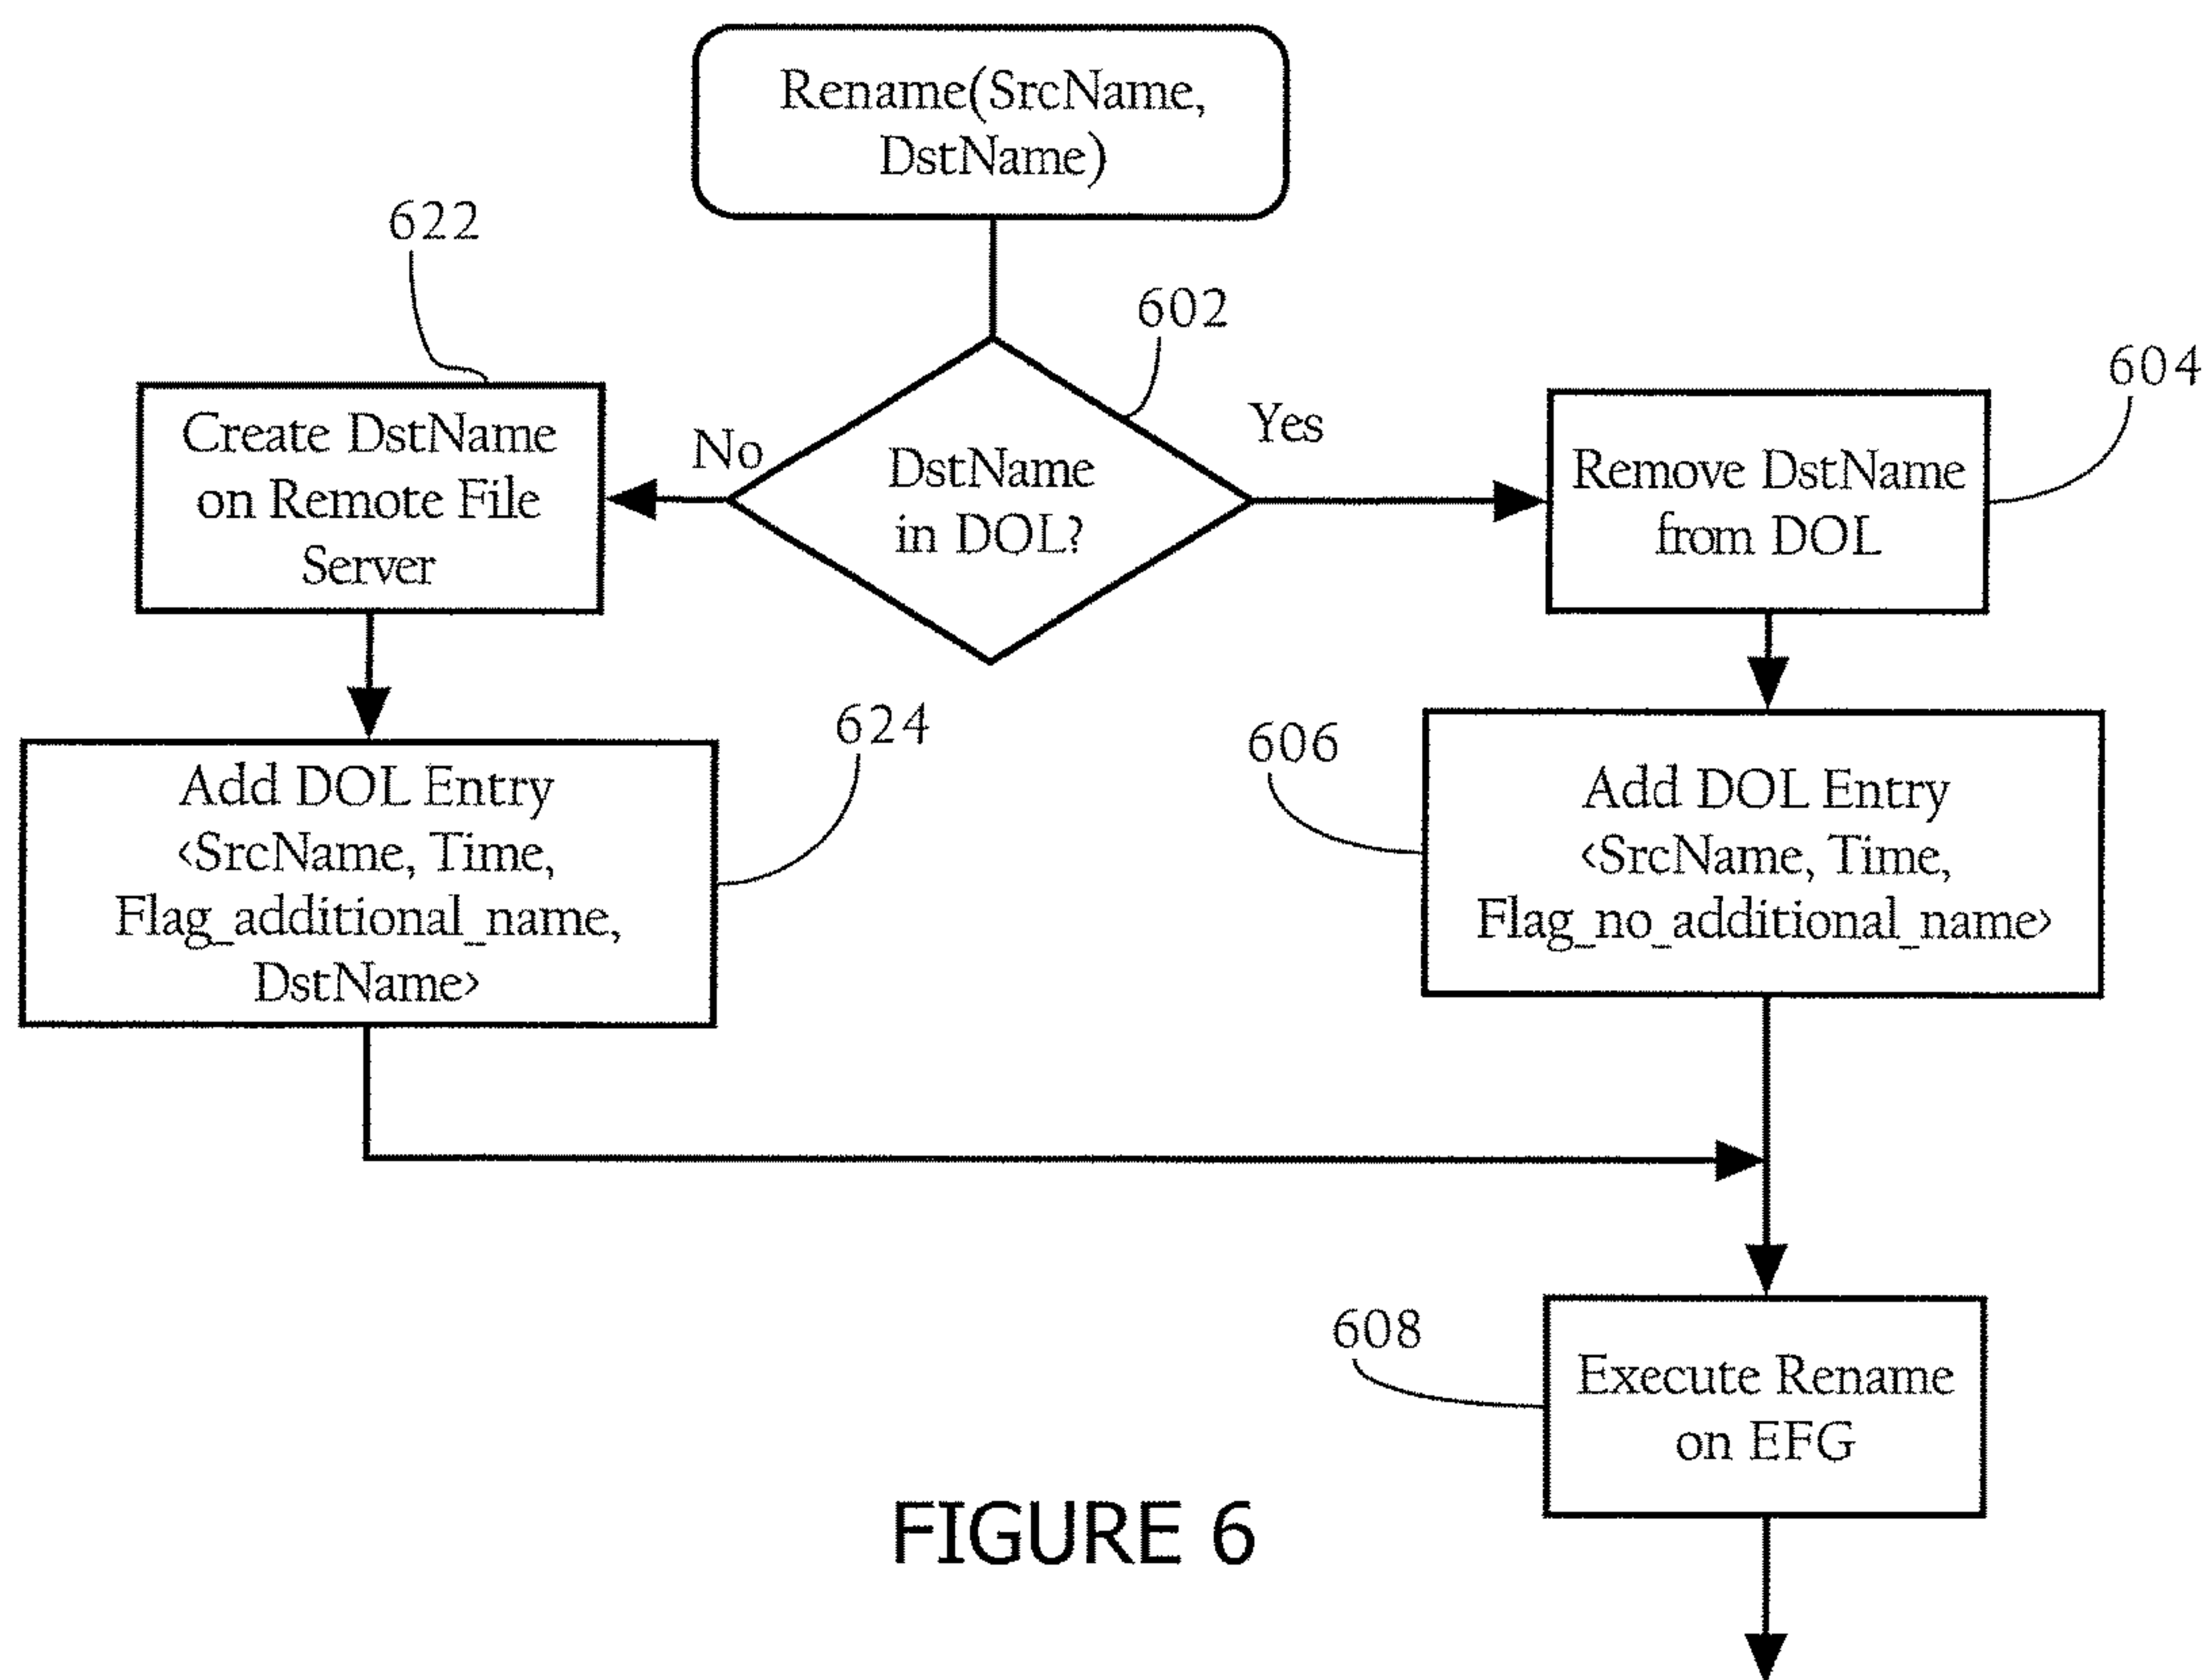 Rename(SrcName,
DstName)
622
602
604
Create DstName
on Remote File
Server
No
DstName
in DOL?
Yes
Remove DstName
from DOL
624
606
Add DOL Entry
‹SrcName, Time,
Flag_additional_name,
DstName›
Add DOL Entry
‹SrcName, Time,
Flag_no_additional_name›
608
Execute Rename
on EFG
FIGURE 6